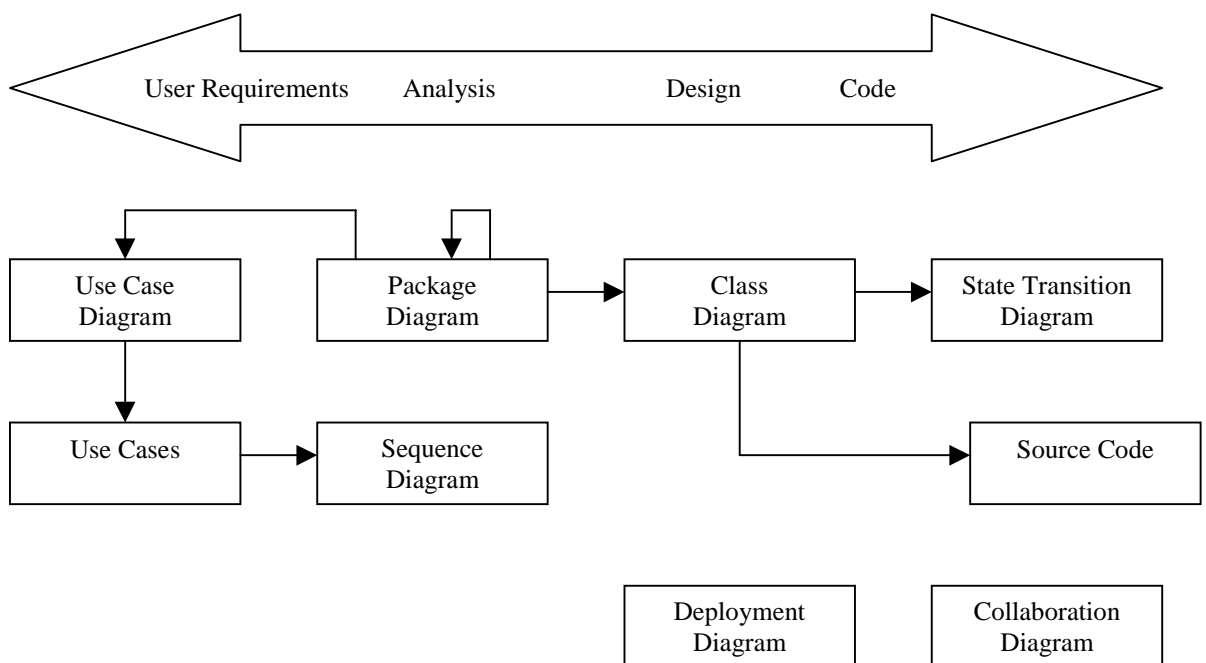 User Requirements Analysis Design Code
Use Case
Diagram
Package
Diagram
Class
Diagram
State Transition
Diagram
Use Cases
Sequence
Diagram
Source Code
Deployment
Diagram
Collaboration
Diagram